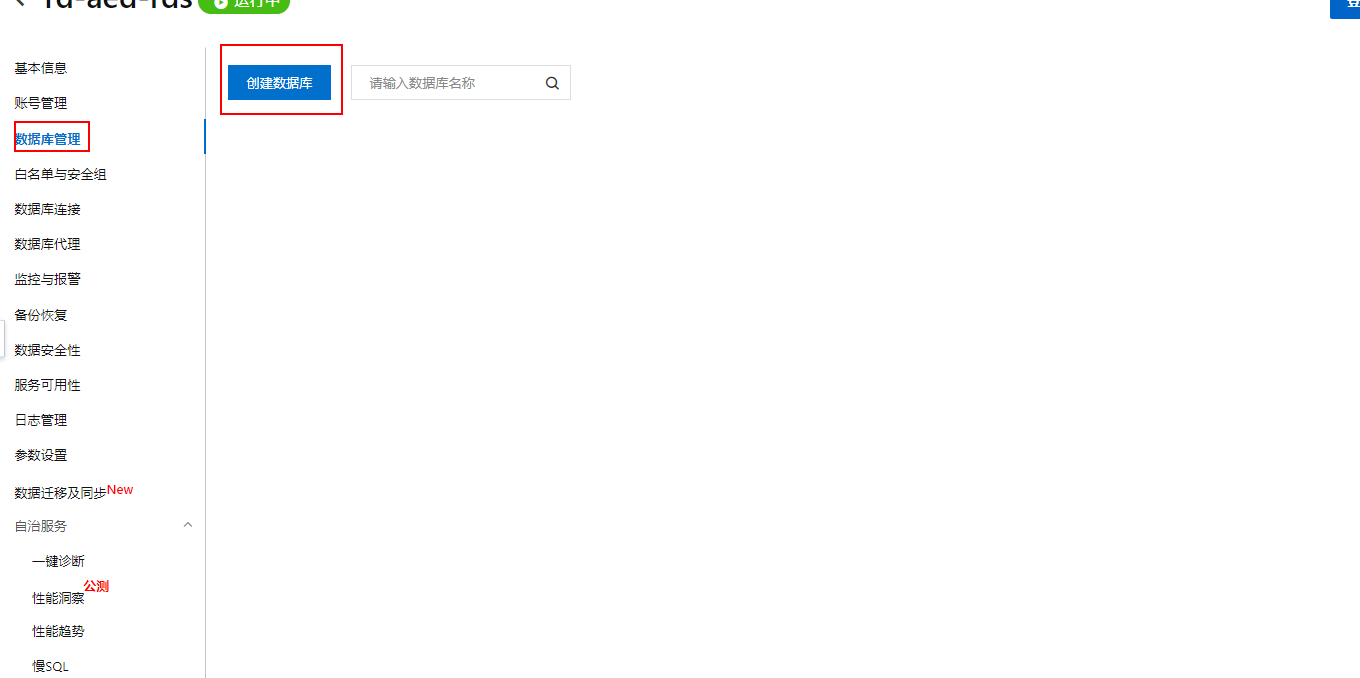 rd-aed-rds 运行中
登
基本信息
账号管理
数据库管理
白名单与安全组
数据库连接
数据库代理
监控与报警
备份恢复
数据安全性
服务可用性
日志管理
参数设置
数据迁移及同步New
自治服务
一键诊断
性能洞察公测
性能趋势
慢SQL
创建数据库
请输入数据库名称